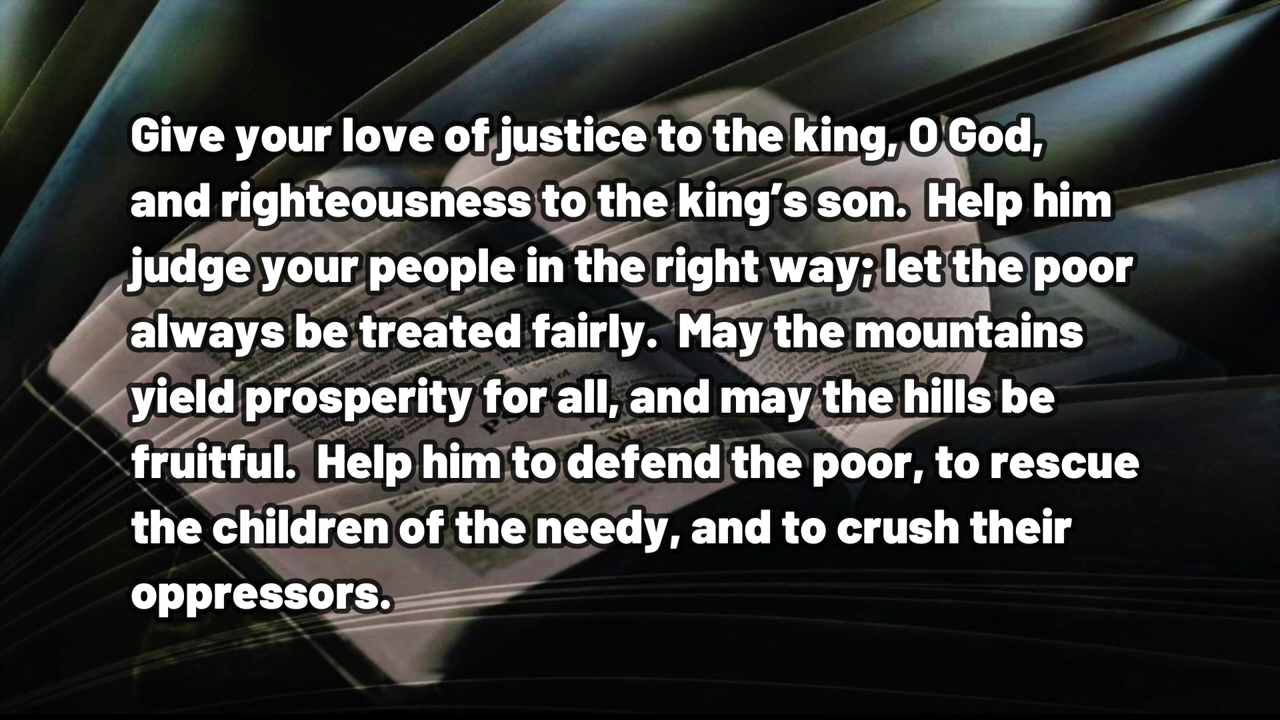 Give your love of justice to the king, O God,
and righteousness to the king’s son.  Help him
judge your people in the right way; let the poor
always be treated fairly.  May the mountains
yield prosperity for all, and may the hills be
fruitful.  Help him to defend the poor, to rescue
the children of the needy, and to crush their
oppressors.